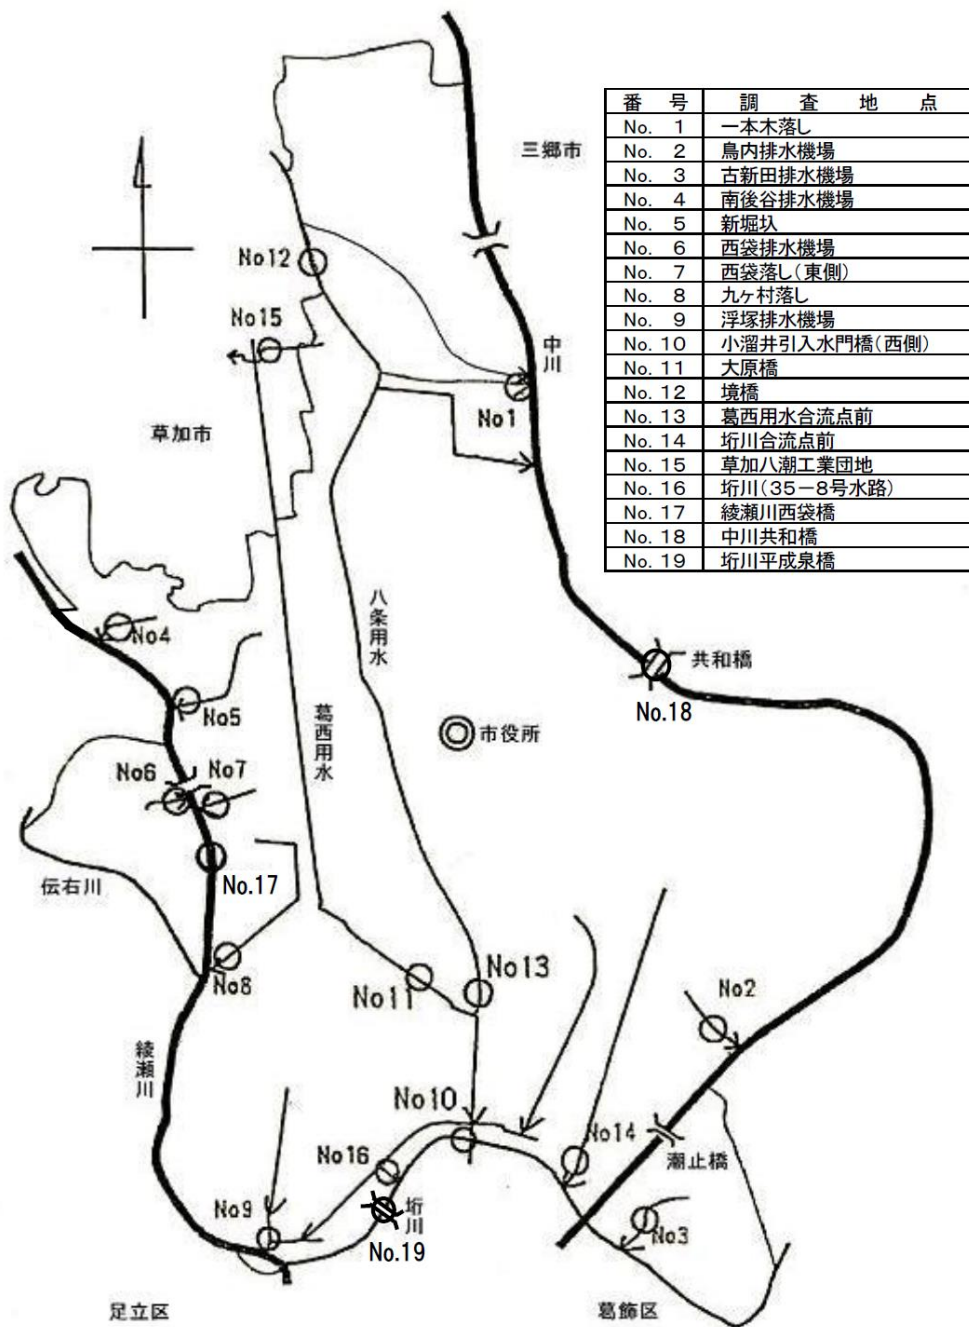 番 号 調 査 地 点
No. 1 一本木落し
No. 2 鳥内排水機場
No. 3 古新田排水機場
No. 4 南後谷排水機場
No. 5 新堀圦
No. 6 西袋排水機場
No. 7 西袋落し(東側)
No. 8 九ヶ村落し
No. 9 浮塚排水機場
No. 10 小溜井引入水門橋(西側)
No. 11 大原橋
No. 12 境橋
No. 13 葛西用水合流点前
No. 14 垳川合流点前
No. 15 草加八潮工業団地
No. 16 垳川(35-8号水路)
No. 17 綾瀬川西袋橋
No. 18 中川共和橋
No. 19 垳川平成泉橋
三郷市
No12
No15
中川
No1
草加市
No4
八条用水
共和橋
No.18
No5
葛西用水
市役所
No6
No7
No.17
伝右川
No8
No11
No13
No2
綾瀬川
No10
No14
潮止橋
No16
垳川
No9
No3
No.19
足立区
葛飾区